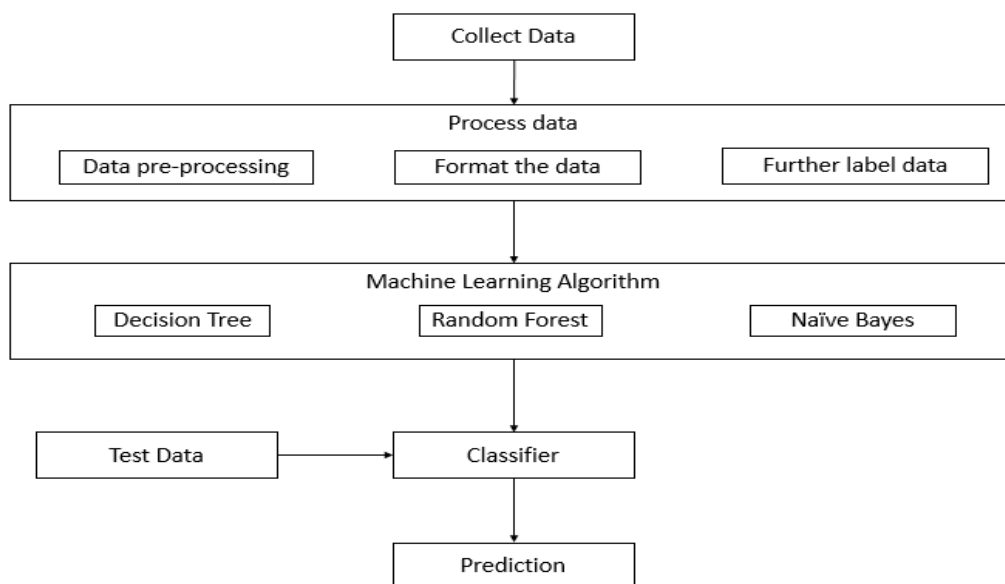 Collect Data
Process data
Data pre-processing
Format the data
Further label data
Machine Learning Algorithm
Decision Tree
Random Forest
Naïve Bayes
Test Data
Classifier
Prediction